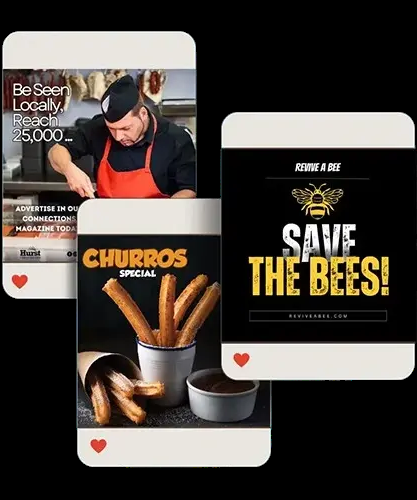 Be Seen
Locally,
Reach
25,000 ...
ADVERTISE IN OU
CONNECTIONS
MAGAZINE TODA
Hurst
CHURROS
SPECIAL
REVIVE A BEE
SAVE
THE BEES!
REVIVEABEE.COM